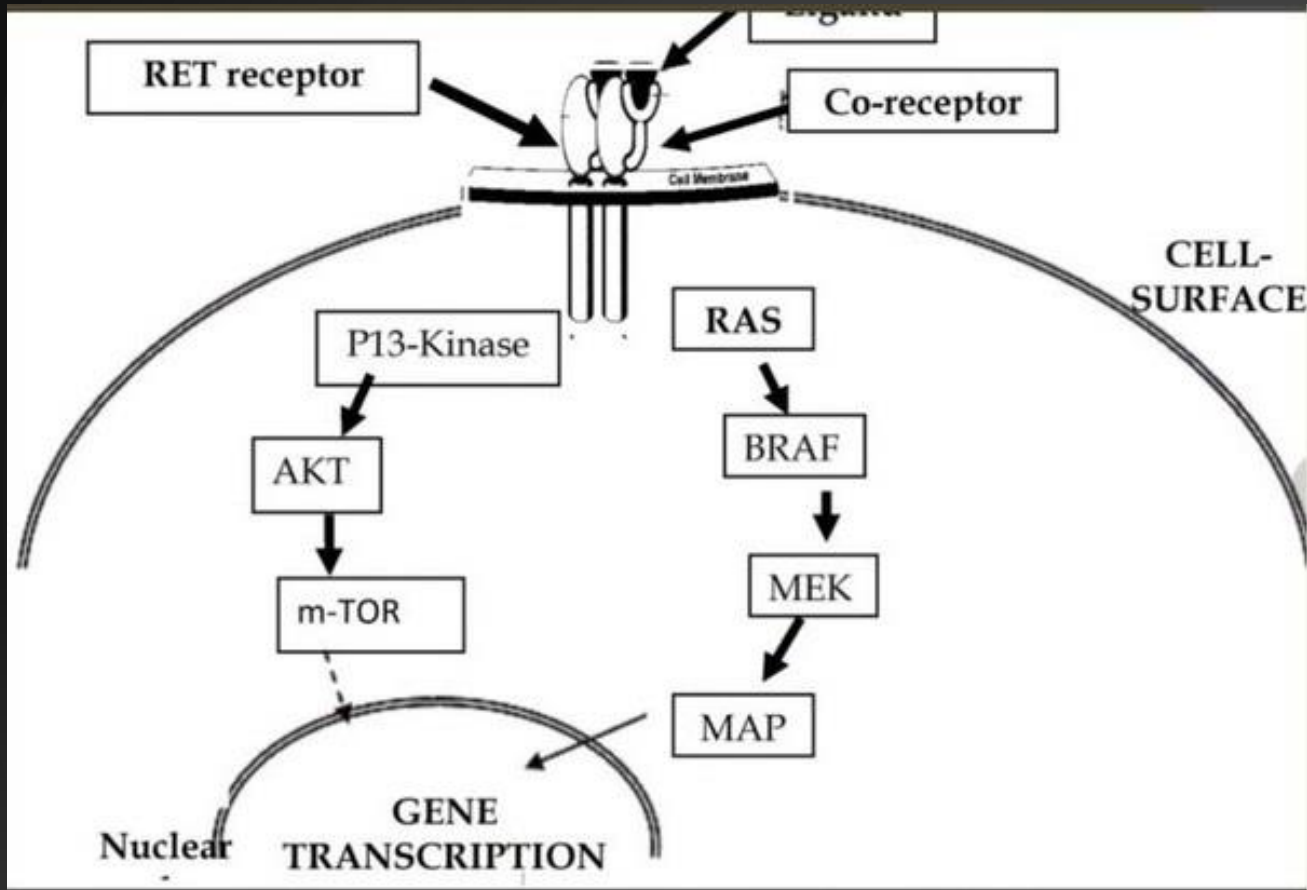 Ligand
RET receptor
Co-receptor
Cell Membrane
CELL-
SURFACE
P13-Kinase
RAS
AKT
BRAF
m-TOR
MEK
MAP
GENE
TRANSCRIPTION
Nuclear